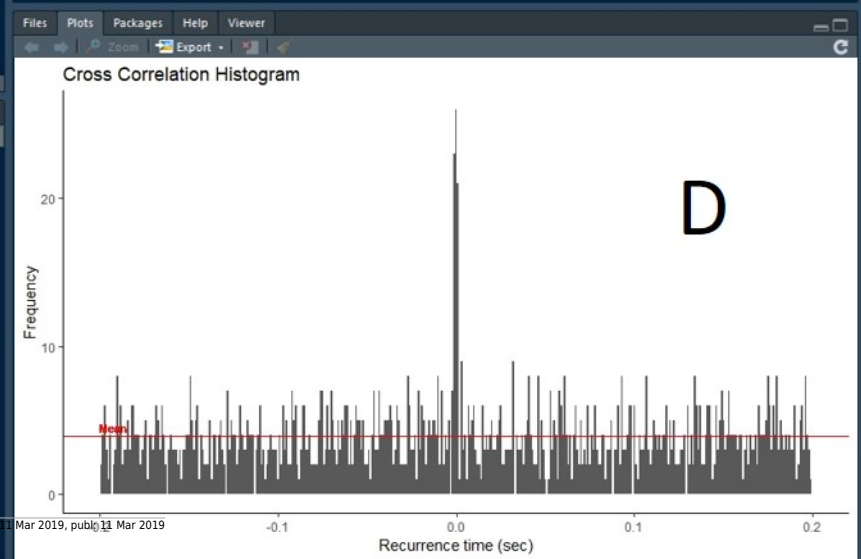 Files Plots Packages Help Viewer
Zoom Export
Cross Correlation Histogram
D
20
10
0
Frequency
Mean
-0.1 0.0 0.1 0.2
11 Mar 2019, publ: 11 Mar 2019
Recurrence time (sec)